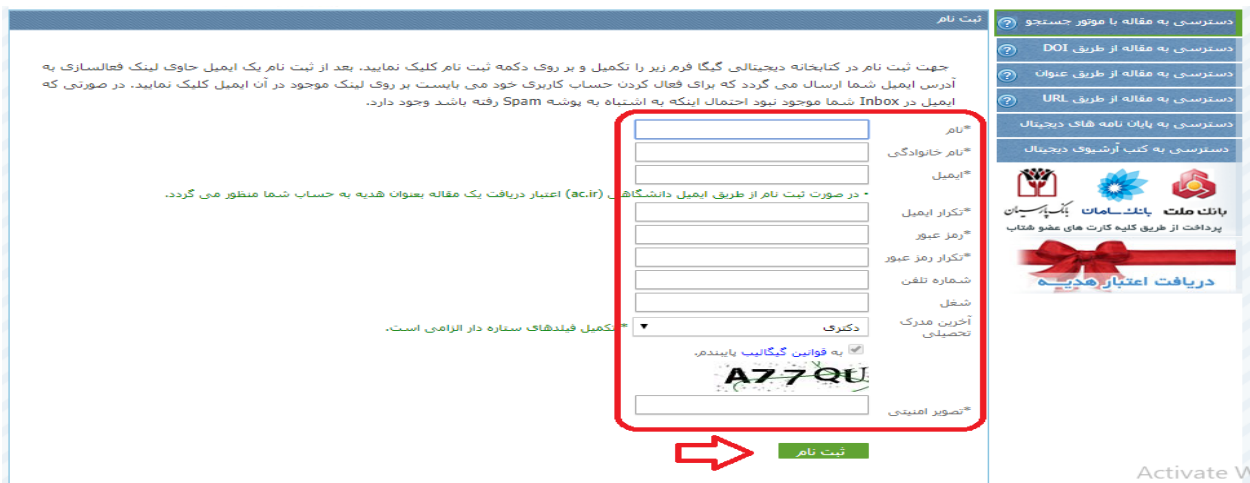 ثبت نام
جهت ثبت نام در کتابخانه دیجیتالی گیگا فرم زیر را تکمیل و بر روی دکمه ثبت نام کلیک نمایید. بعد از ثبت نام یک ایمیل حاوی لینک فعالسازی به
آدرس ایمیل شما ارسال می گردد که برای فعال کردن حساب کاربری خود می بایست بر روی لینک موجود در آن ایمیل کلیک نمایید. در صورتی که
ایمیل در Inbox شما موجود نبود احتمال اینکه به اشتباه به پوشه Spam رفته باشد وجود دارد.
*نام
*نام خانوادگی
*ایمیل
• در صورت ثبت نام از طریق ایمیل دانشگاهی (ac.ir) اعتبار دریافت یک مقاله بعنوان هدیه به حساب شما منظور می گردد.
*تکرار ایمیل
*رمز عبور
*تکرار رمز عبور
شماره تلفن
شغل
آخرین مدرک
تحصیلی
دکتری
* تکمیل فیلدهای ستاره دار الزامی است.
به قوانین گیگالیب پایبندم.
A77QU
*تصویر امنیتی
ثبت نام
دسترسی به مقاله با موتور جستجو ?
دسترسی به مقاله از طریق DOI ?
دسترسی به مقاله از طریق عنوان ?
دسترسی به مقاله از طریق URL ?
دسترسی به پایان نامه های دیجیتال
دسترسی به کتب آرشیوی دیجیتال
بانک ملت بانک سامان بانک پارسیان
پرداخت از طریق کلیه کارت های عضو شتاب
دریافت اعتبار هدیه
Activate W